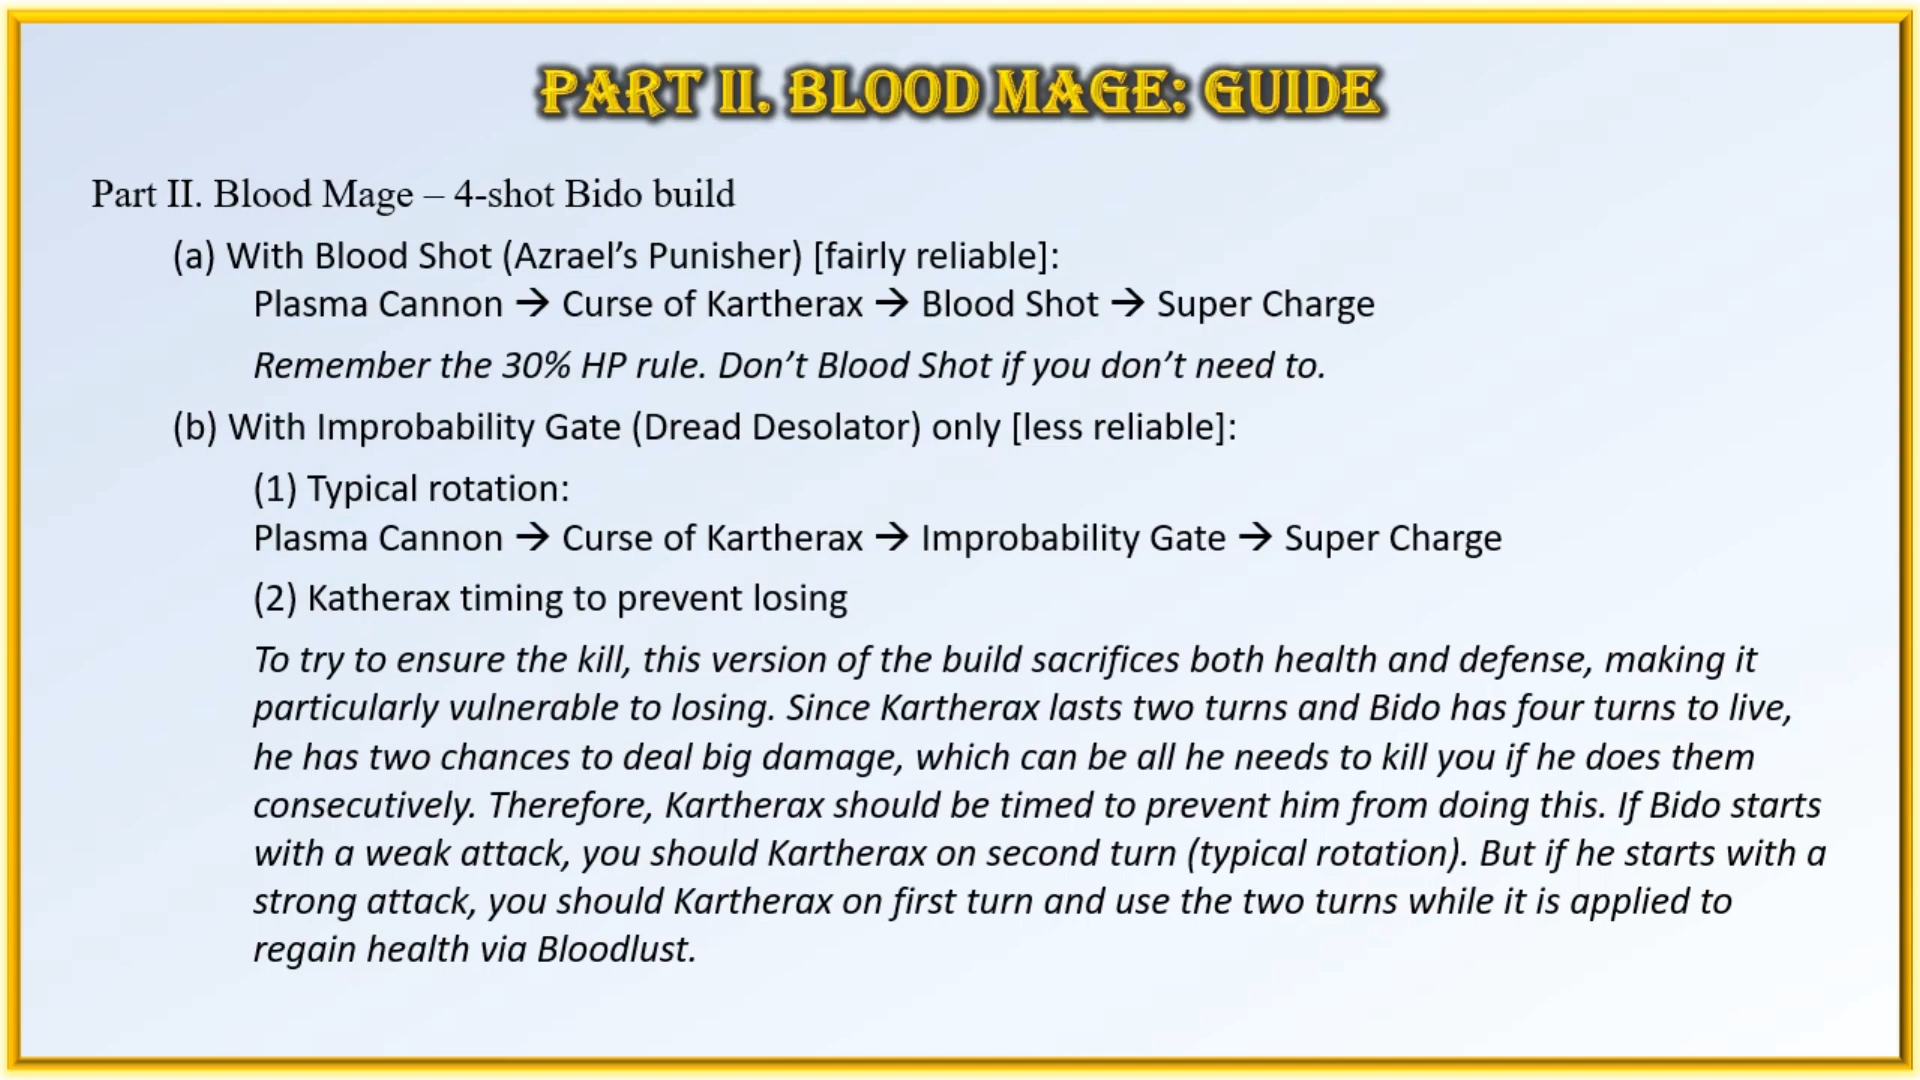 PART II. BLOOD MAGE: GUIDE
Part II. Blood Mage – 4-shot Bido build
(a) With Blood Shot (Azrael’s Punisher) [fairly reliable]:
Plasma Cannon → Curse of Kartherax → Blood Shot → Super Charge
Remember the 30% HP rule. Don’t Blood Shot if you don’t need to.
(b) With Improbability Gate (Dread Desolator) only [less reliable]:
(1) Typical rotation:
Plasma Cannon → Curse of Kartherax → Improbability Gate → Super Charge
(2) Katherax timing to prevent losing
To try to ensure the kill, this version of the build sacrifices both health and defense, making it
particularly vulnerable to losing. Since Kartherax lasts two turns and Bido has four turns to live,
he has two chances to deal big damage, which can be all he needs to kill you if he does them
consecutively. Therefore, Kartherax should be timed to prevent him from doing this. If Bido starts
with a weak attack, you should Kartherax on second turn (typical rotation). But if he starts with a
strong attack, you should Kartherax on first turn and use the two turns while it is applied to
regain health via Bloodlust.